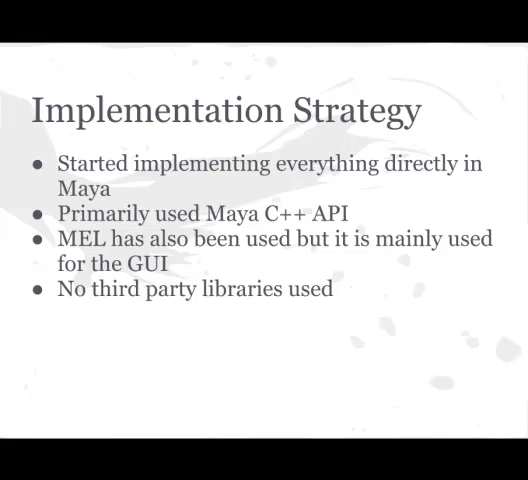 Implementation Strategy
● Started implementing everything directly in
Maya
● Primarily used Maya C++ API
● MEL has also been used but it is mainly used
for the GUI
● No third party libraries used